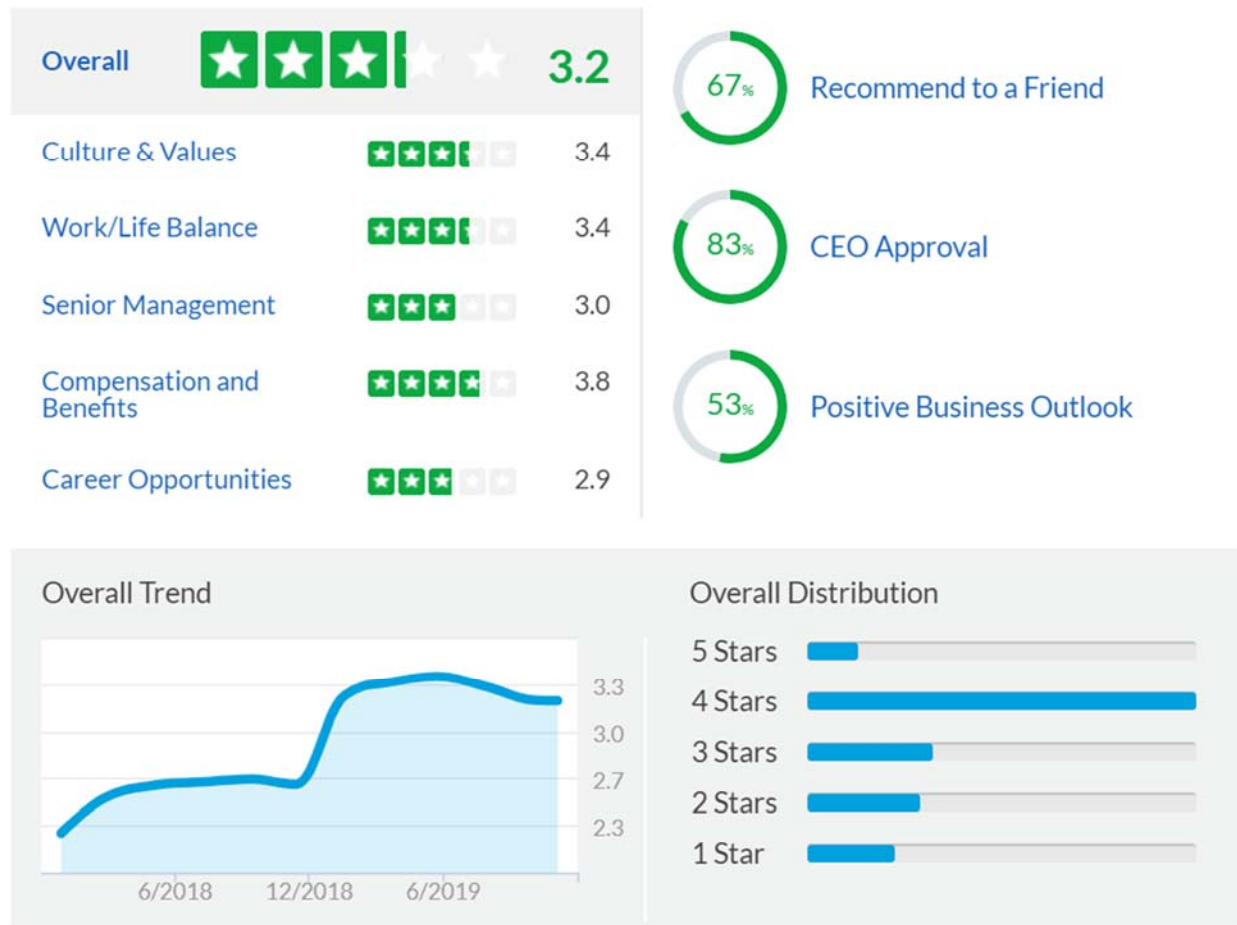 Overall 3.2
Culture & Values 3.4
Work/Life Balance 3.4
Senior Management 3.0
Compensation and
Benefits 3.8
Career Opportunities 2.9
67% Recommend to a Friend
83% CEO Approval
53% Positive Business Outlook
Overall Trend
3.3
3.0
2.7
2.3
6/2018 12/2018 6/2019
Overall Distribution
5 Stars
4 Stars
3 Stars
2 Stars
1 Star